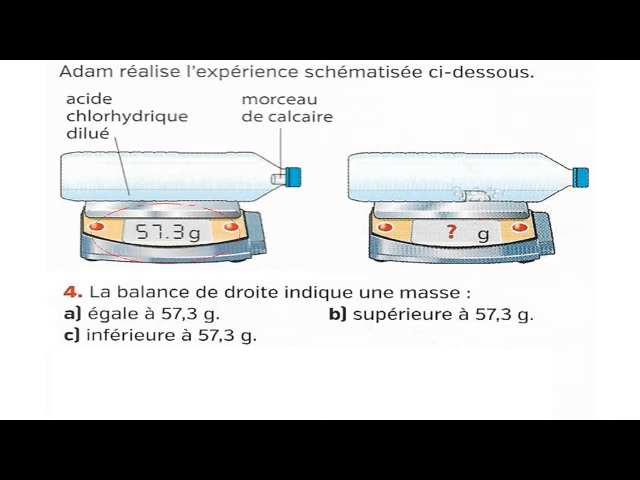 Adam réalise l'expérience schématisée ci-dessous.
acide
chlorhydrique
dilué
morceau
de calcaire
57.3 g
? g
4. La balance de droite indique une masse :
a) égale à 57,3 g.
b) supérieure à 57,3 g.
c) inférieure à 57,3 g.